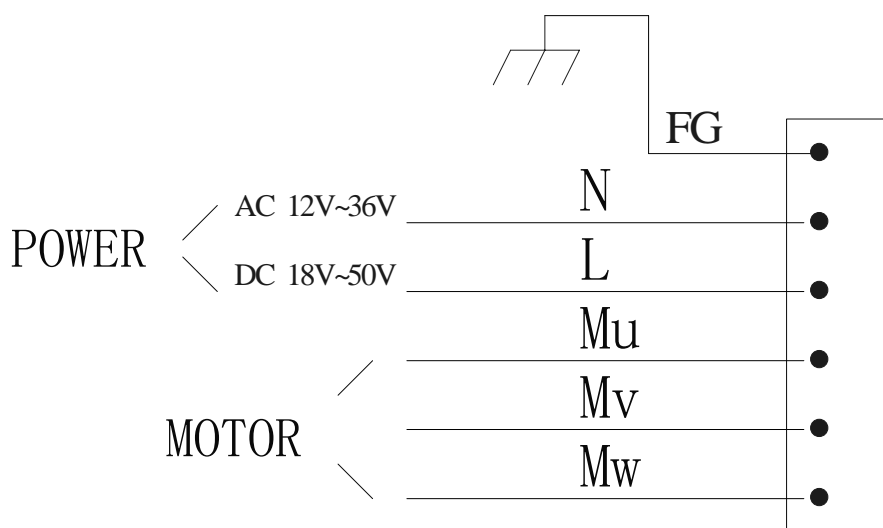 FG
N
AC 12V~36V
POWER
L
DC 18V~50V
Mu
Mv
MOTOR
Mw